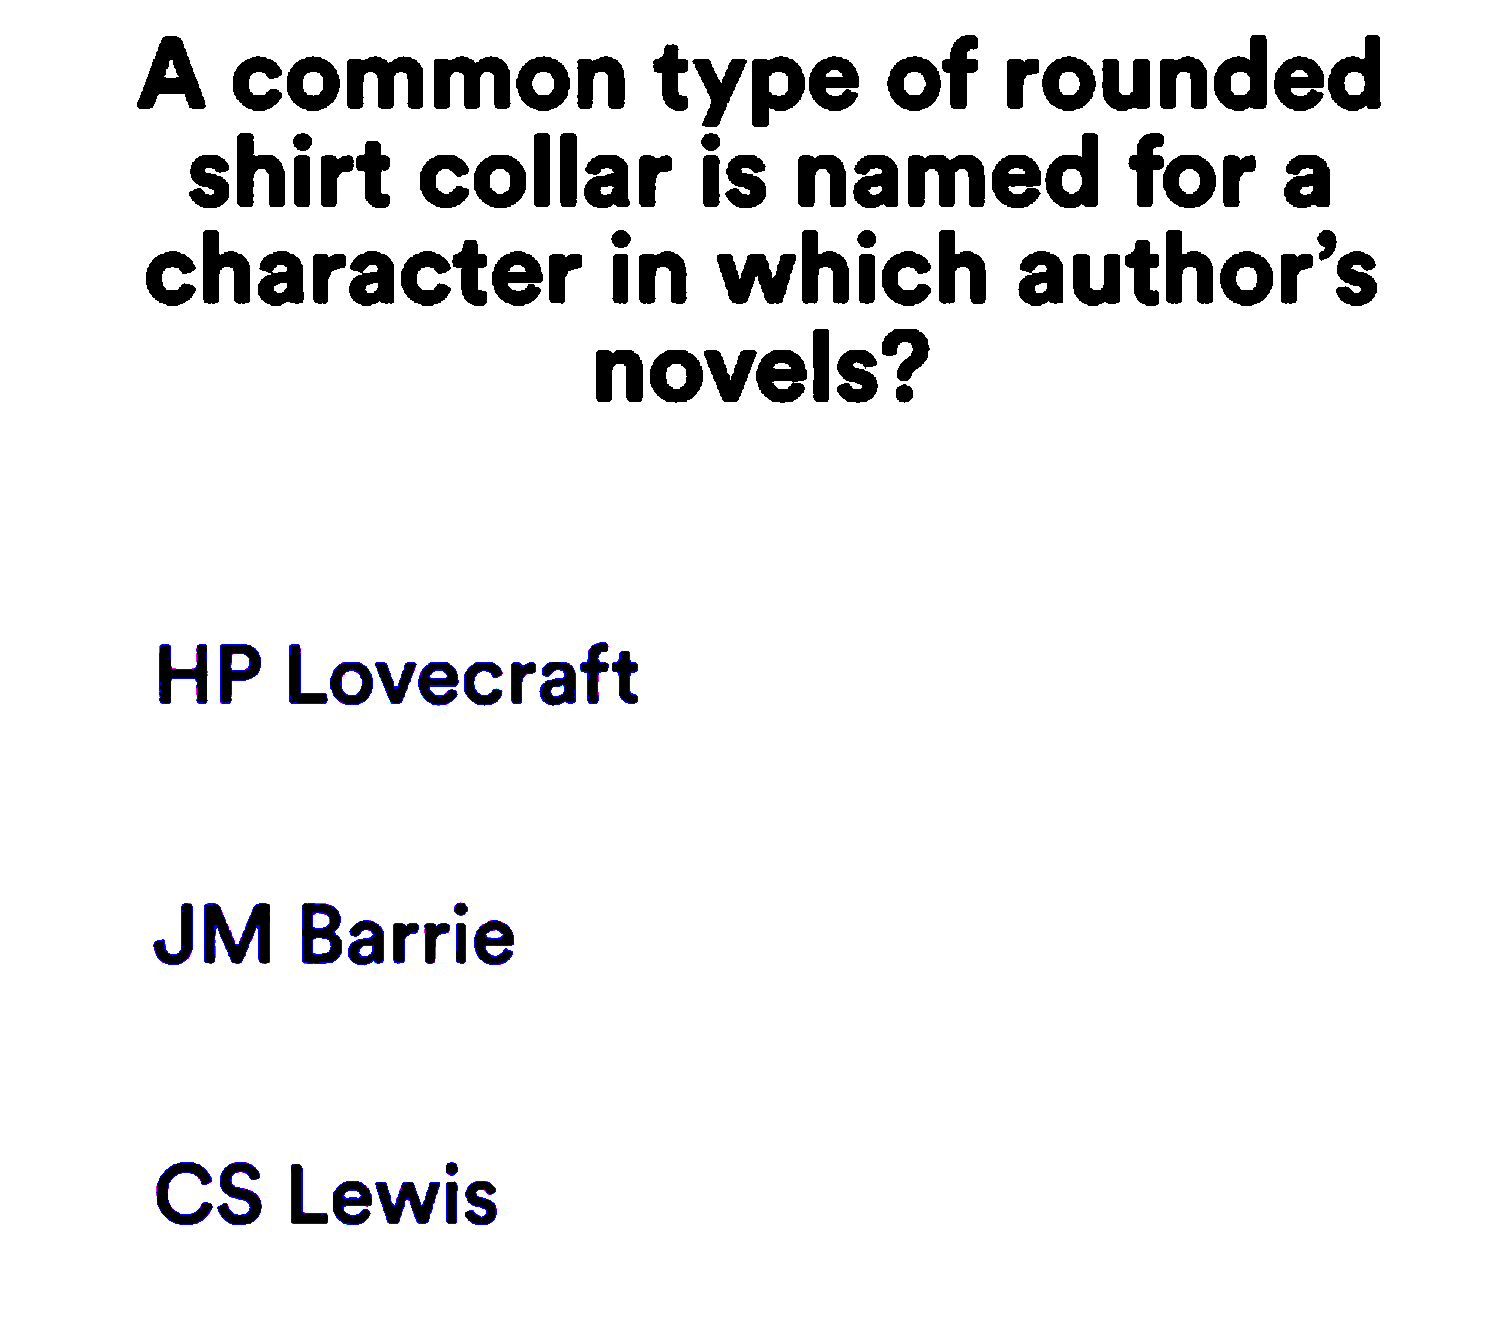 A common type of rounded
shirt collar is named for a
character in which author’s
novels?
HP Lovecraft
JM Barrie
CS Lewis